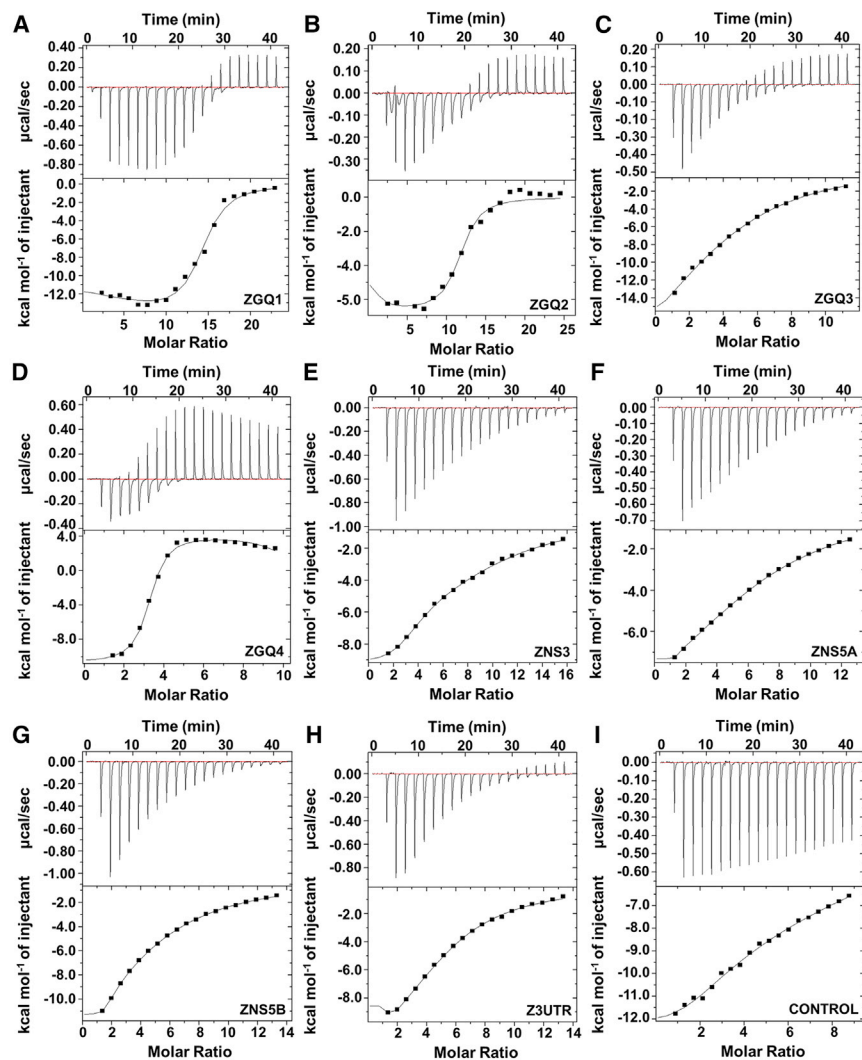 A
Time (min)
0 10 20 30 40
0.40
0.20
0.00
-0.20
-0.40
-0.60
-0.80
µcal/sec
0.0
-2.0
-4.0
-6.0
-8.0
-10.0
-12.0
kcal mol⁻¹ of injectant
ZGQ1
5 10 15 20
Molar Ratio
B
Time (min)
0 10 20 30 40
0.20
0.10
0.00
-0.10
-0.20
-0.30
µcal/sec
0.0
-2.0
-4.0
-5.0
kcal mol⁻¹ of injectant
ZGQ2
0 5 10 15 20 25
Molar Ratio
C
Time (min)
0 10 20 30 40
0.20
0.10
0.00
-0.10
-0.20
-0.30
-0.50
µcal/sec
-2.0
-4.0
-6.0
-8.0
-10.0
-12.0
-14.0
kcal mol⁻¹ of injectant
ZGQ3
0 2 4 6 8 10
Molar Ratio
D
Time (min)
0 10 20 30 40
0.60
0.40
0.20
0.00
-0.20
-0.40
µcal/sec
4.0
0.0
-4.0
-8.0
kcal mol⁻¹ of injectant
ZGQ4
0 2 4 6 8 10
Molar Ratio
E
Time (min)
0 10 20 30 40
0.00
-0.20
-0.40
-0.60
-0.80
-1.00
µcal/sec
-2.0
-4.0
-6.0
-8.0
kcal mol⁻¹ of injectant
ZNS3
0 2 4 6 8 10 12 14 16
Molar Ratio
F
Time (min)
0 10 20 30 40
0.00
-0.10
-0.20
-0.30
-0.40
-0.50
-0.70
µcal/sec
-2.0
-4.0
-6.0
kcal mol⁻¹ of injectant
ZNS5A
0 2 4 6 8 10 12
Molar Ratio
G
Time (min)
0 10 20 30 40
0.00
-0.20
-0.40
-0.60
-0.80
-1.00
µcal/sec
-2.0
-4.0
-6.0
-8.0
-10.0
kcal mol⁻¹ of injectant
ZNS5B
0 2 4 6 8 10 12 14
Molar Ratio
H
Time (min)
0 10 20 30 40
0.00
-0.20
-0.40
-0.60
-0.80
µcal/sec
-2.0
-4.0
-6.0
-8.0
kcal mol⁻¹ of injectant
Z3UTR
0 2 4 6 8 10 12 14
Molar Ratio
I
Time (min)
0 10 20 30 40
0.00
-0.10
-0.20
-0.30
-0.40
-0.50
-0.60
µcal/sec
-7.0
-8.0
-9.0
-10.0
-11.0
-12.0
kcal mol⁻¹ of injectant
CONTROL
2 4 6 8
Molar Ratio